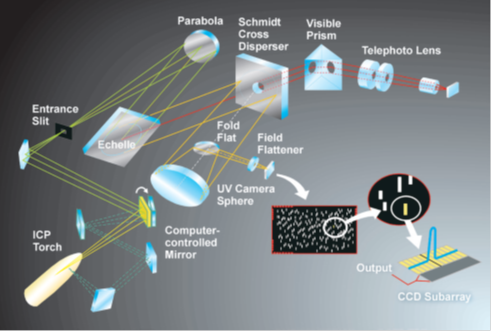 Parabola
Schmidt
Cross
Disperser
Visible
Prism
Telephoto Lens
Entrance
Slit
Echelle
Fold
Flat
Field
Flattener
UV Camera
Sphere
ICP
Torch
Computer-
controlled
Mirror
Output
CCD Subarray